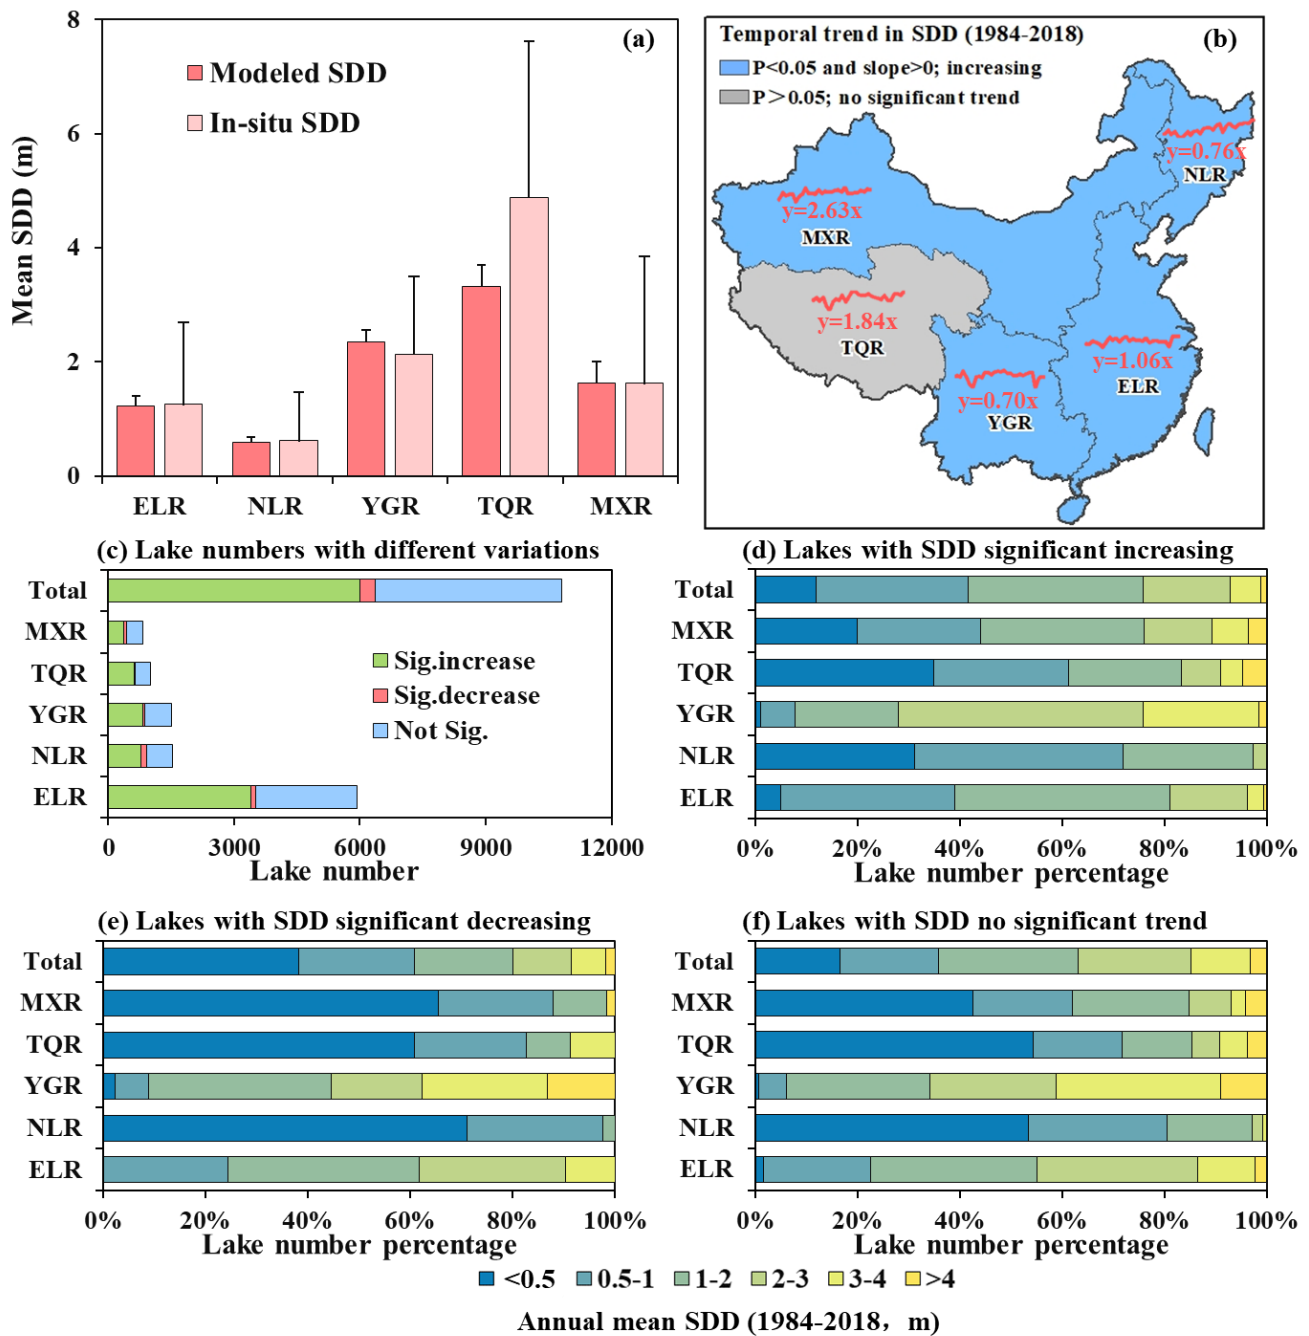 (a)
Modeled SDD
In-situ SDD
Mean SDD (m)
8
6
4
2
0
ELR NLR YGR TQR MXR
Temporal trend in SDD (1984-2018) (b)
P<0.05 and slope>0; increasing
P＞0.05; no significant trend
y=0.76x
NLR
y=2.63x
MXR
y=1.84x
TQR
y=1.06x
ELR
y=0.70x
YGR
(c) Lake numbers with different variations
Total
MXR
TQR
YGR
NLR
ELR
Sig.increase
Sig.decrease
Not Sig.
0 3000 6000 9000 12000
Lake number
(d) Lakes with SDD significant increasing
Total
MXR
TQR
YGR
NLR
ELR
0% 20% 40% 60% 80% 100%
Lake number percentage
(e) Lakes with SDD significant decreasing
Total
MXR
TQR
YGR
NLR
ELR
0% 20% 40% 60% 80% 100%
Lake number percentage
(f) Lakes with SDD no significant trend
Total
MXR
TQR
YGR
NLR
ELR
0% 20% 40% 60% 80% 100%
Lake number percentage
<0.5 0.5-1 1-2 2-3 3-4 >4
Annual mean SDD (1984-2018，m)